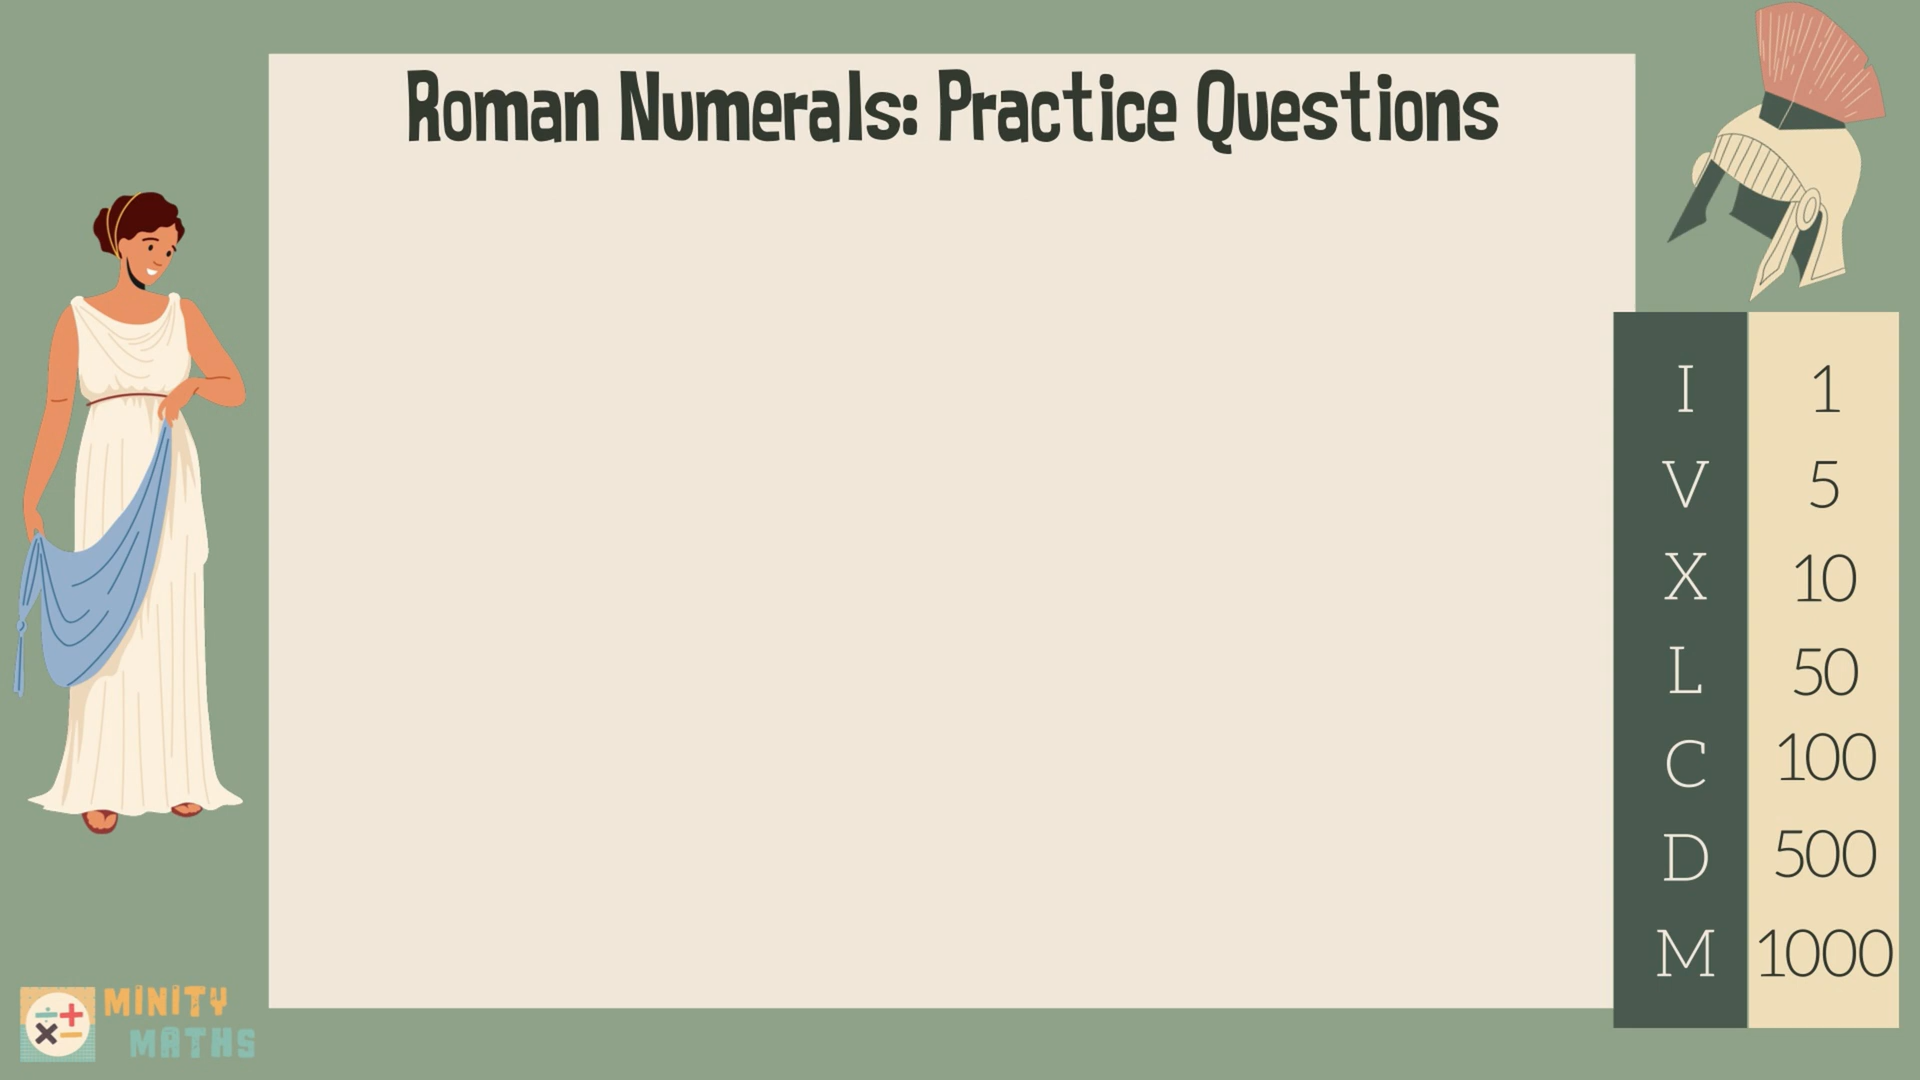 Roman Numerals: Practice Questions
I 1
V 5
X 10
L 50
C 100
D 500
M 1000
MINITY
MATHS